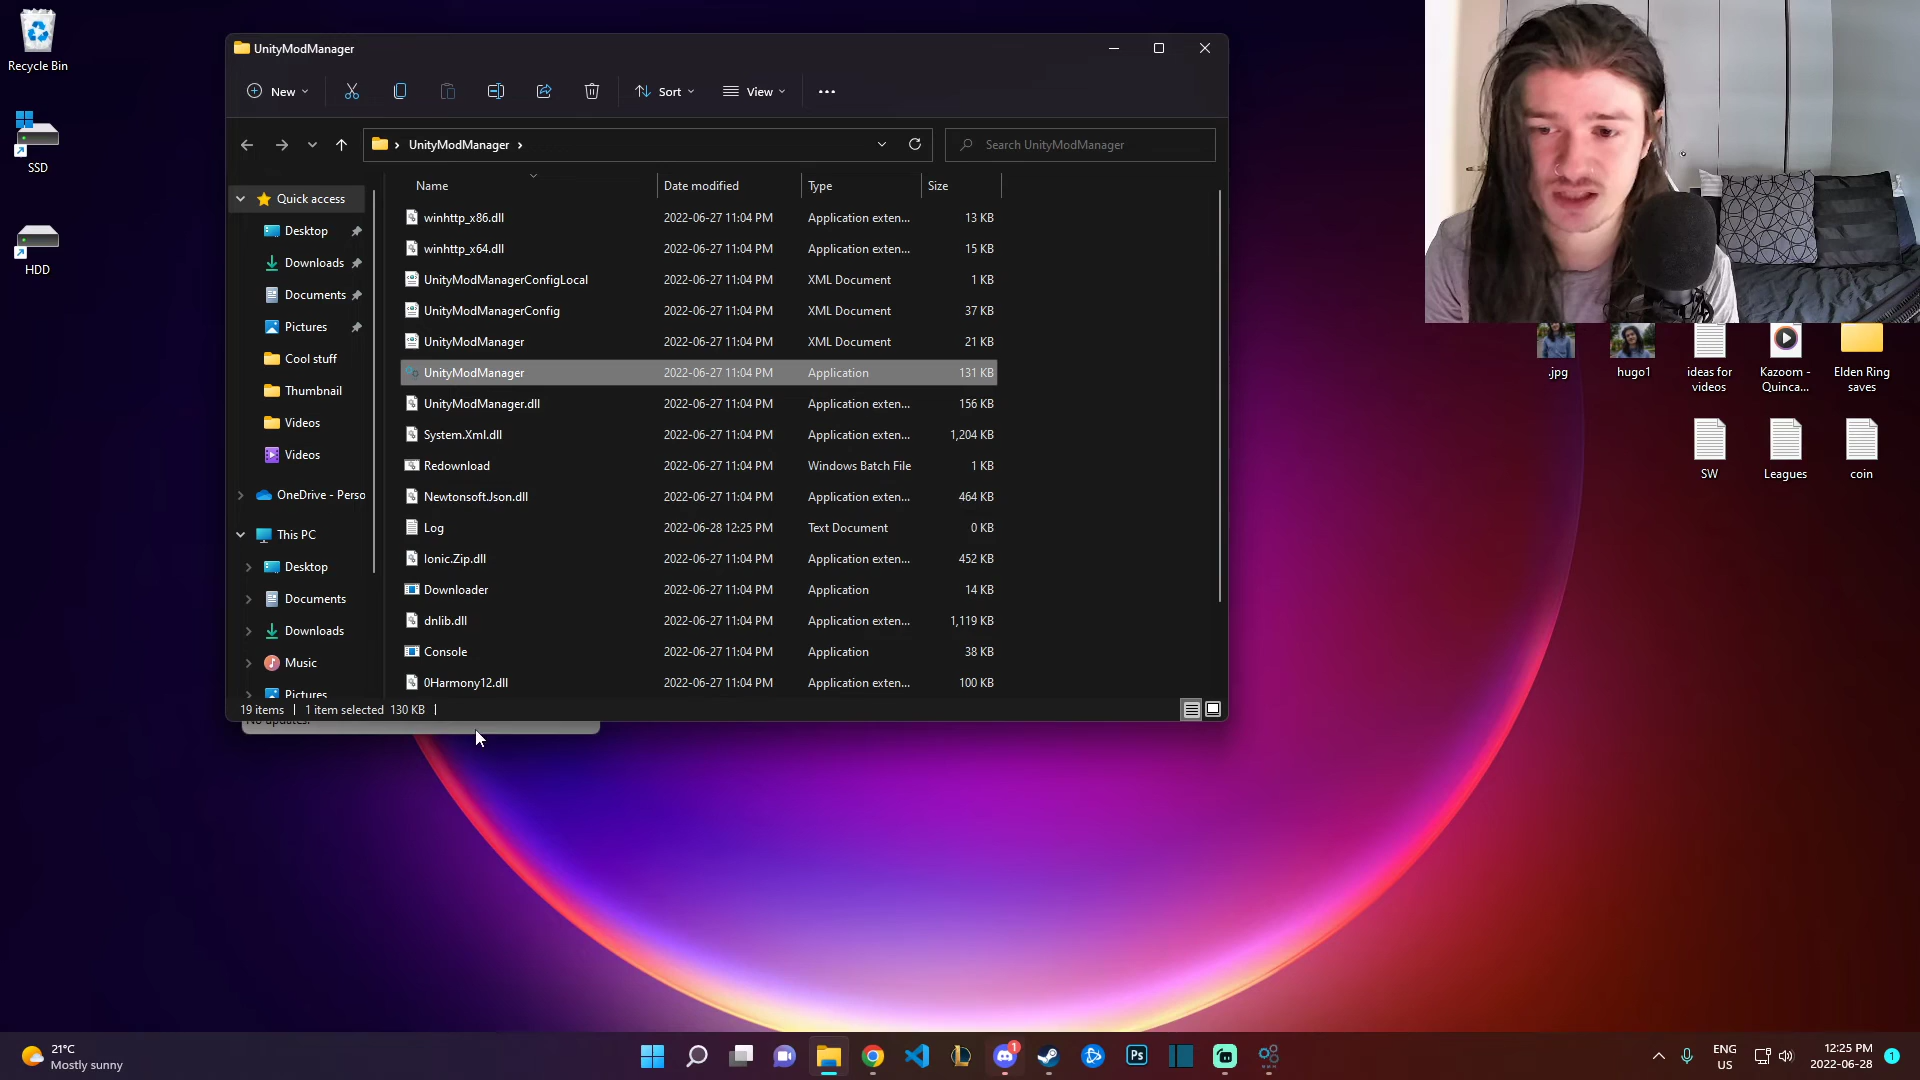 Recycle Bin
SSD
HDD
UnityModManager
New
Sort
View
UnityModManager
Search UnityModManager
Name
Date modified
Type
Size
Quick access
Desktop
Downloads
Documents
Pictures
Cool stuff
Thumbnail
Videos
Videos
OneDrive - Perso
This PC
Desktop
Documents
Downloads
Music
Pictures
winhttp_x86.dll 2022-06-27 11:04 PM Application exten... 13 KB
winhttp_x64.dll 2022-06-27 11:04 PM Application exten... 15 KB
UnityModManagerConfigLocal 2022-06-27 11:04 PM XML Document 1 KB
UnityModManagerConfig 2022-06-27 11:04 PM XML Document 37 KB
UnityModManager 2022-06-27 11:04 PM XML Document 21 KB
UnityModManager 2022-06-27 11:04 PM Application 131 KB
UnityModManager.dll 2022-06-27 11:04 PM Application exten... 156 KB
System.Xml.dll 2022-06-27 11:04 PM Application exten... 1,204 KB
Redownload 2022-06-27 11:04 PM Windows Batch File 1 KB
Newtonsoft.Json.dll 2022-06-27 11:04 PM Application exten... 464 KB
Log 2022-06-28 12:25 PM Text Document 0 KB
Ionic.Zip.dll 2022-06-27 11:04 PM Application exten... 452 KB
Downloader 2022-06-27 11:04 PM Application 14 KB
dnlib.dll 2022-06-27 11:04 PM Application exten... 1,119 KB
Console 2022-06-27 11:04 PM Application 38 KB
0Harmony12.dll 2022-06-27 11:04 PM Application exten... 100 KB
19 items
1 item selected 130 KB
No updates.
.jpg
hugo1
ideas for
videos
Kazoom -
Quinca...
Elden Ring
saves
SW
Leagues
coin
21°C
Mostly sunny
1
Ps
ENG
US
12:25 PM
2022-06-28
1